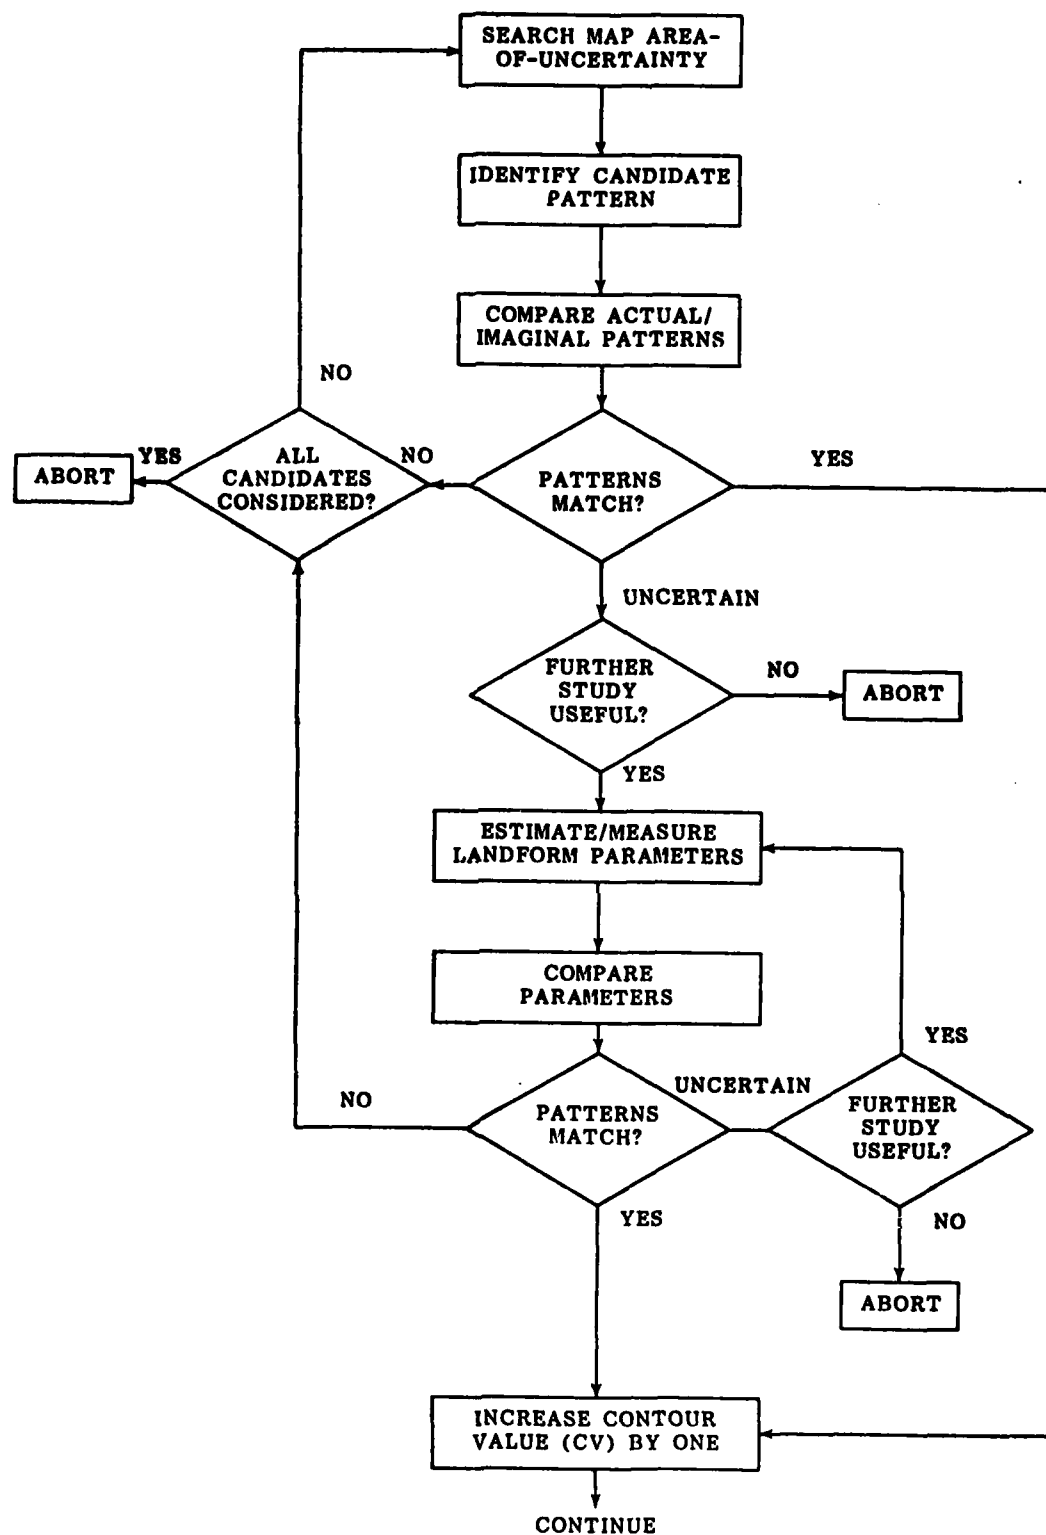 SEARCH MAP AREA-
OF-UNCERTAINTY
IDENTIFY CANDIDATE
PATTERN
COMPARE ACTUAL/
IMAGINAL PATTERNS
NO
ABORT
YES
ALL
CANDIDATES
CONSIDERED?
NO
PATTERNS
MATCH?
YES
UNCERTAIN
FURTHER
STUDY
USEFUL?
NO
ABORT
YES
ESTIMATE/MEASURE
LANDFORM PARAMETERS
COMPARE
PARAMETERS
YES
NO
PATTERNS
MATCH?
UNCERTAIN
FURTHER
STUDY
USEFUL?
YES
NO
ABORT
INCREASE CONTOUR
VALUE (CV) BY ONE
CONTINUE